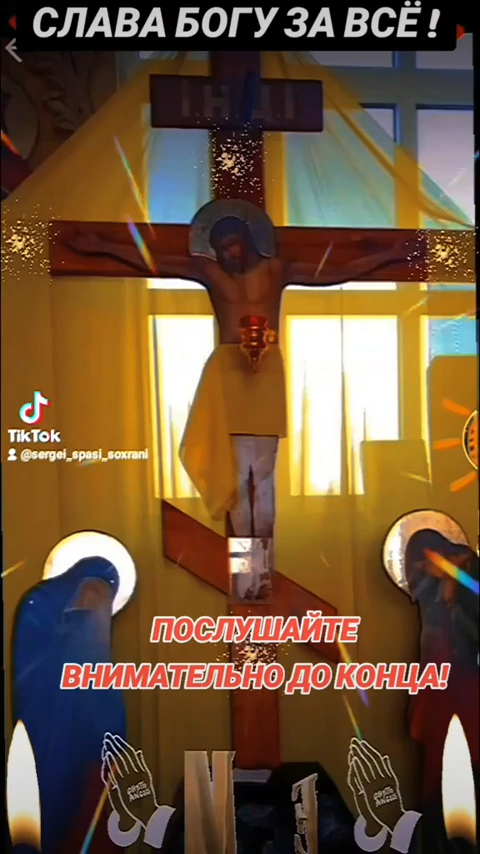 СЛАВА БОГУ ЗА ВСЁ!
І.Н.Ц.І
TikTok
@sergei_spasi_soxrani
ПОСЛУШАЙТЕ
ВНИМАТЕЛЬНО ДО КОНЦА!